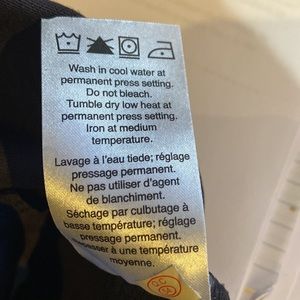 Wash in cool water at
permanent press setting.
Do not bleach.
Tumble dry low heat at
permanent press setting.
Iron at medium
temperature.
Lavage à l'eau tiede; réglage
pressage permanent.
Ne pas utiliser d'agent
de blanchiment.
Séchage par culbutage à
basse température; réglage
pressage permanent.
à une température
moyenne.